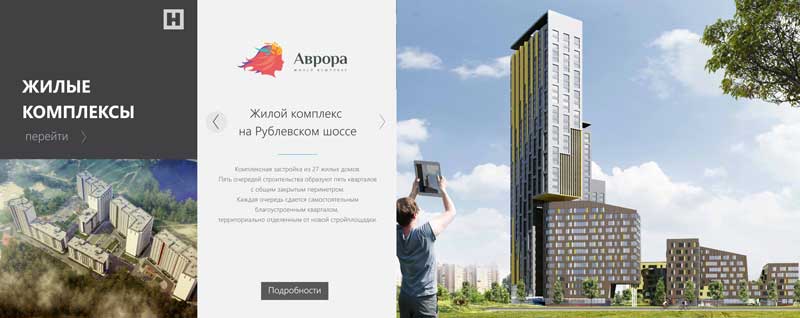 H
ЖИЛЫЕ
КОМПЛЕКСЫ
перейти
Аврора
ЖИЛОЙ КОМПЛЕКС
Жилой комплекс
на Рублевском шоссе
Комплексная застройка из 27 жилых домов.
Пять очередей строительства образуют пять кварталов
с общим закрытым периметром.
Каждая очередь сдается самостоятельным
благоустроенным кварталом,
территориально отделенным от новой стройплощадки.
Подробности